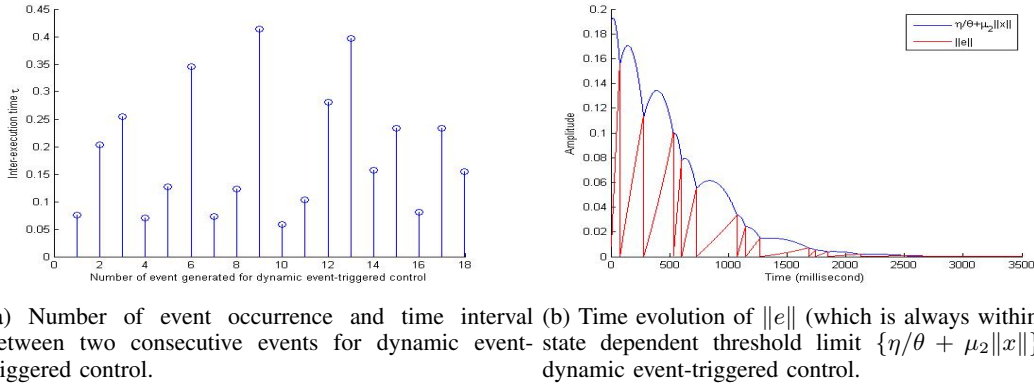 0.45
0.4
0.35
0.3
0.25
0.2
0.15
0.1
0.05
0
Inter-execution time τ
0 2 4 6 8 10 12 14 16 18
Number of event generated for dynamic event-triggered control
0.2
0.18
0.16
0.14
0.12
0.1
0.08
0.06
0.04
0.02
0
Amplitude
η/θ+μ₂||x||
||e||
0 500 1000 1500 2000 2500 3000 3500
Time (millisecond)
a) Number of event occurrence and time interval
etween two consecutive events for dynamic event-
riggered control.
(b) Time evolution of ‖e‖ (which is always within
state dependent threshold limit {η/θ + μ₂‖x‖}
dynamic event-triggered control.